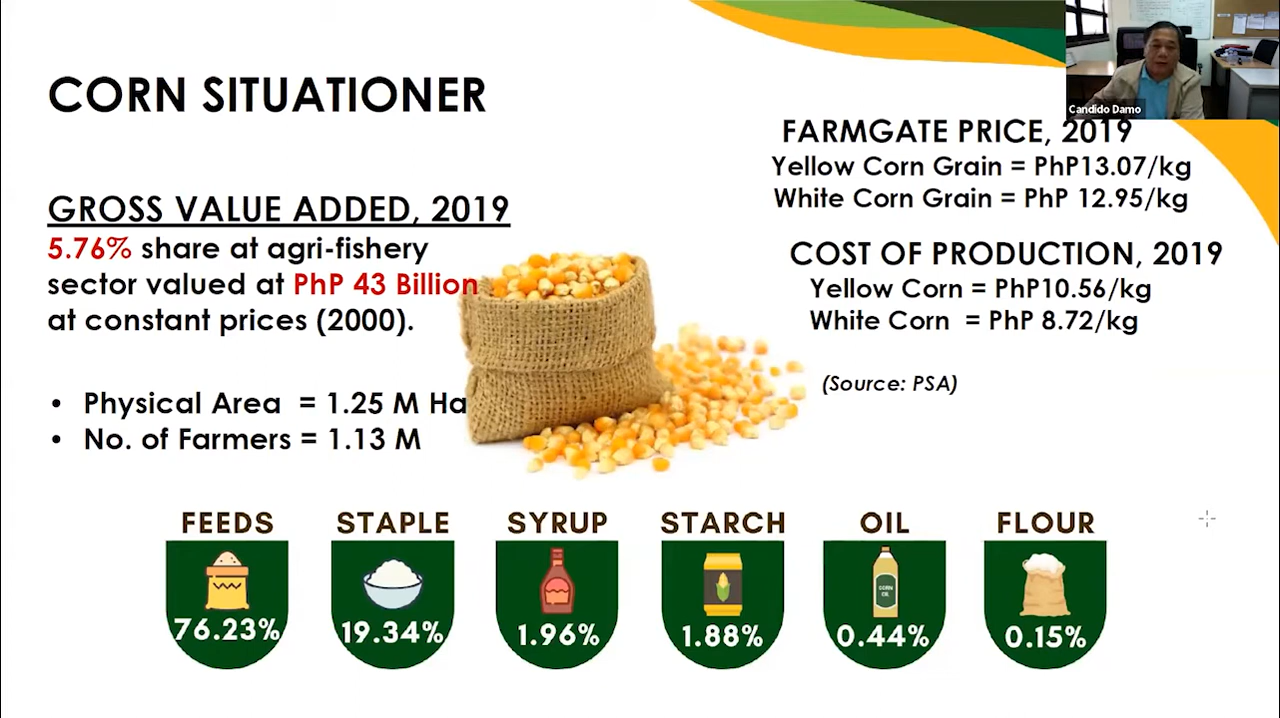 CORN SITUATIONER
Candido Damo
FARMGATE PRICE, 2019
Yellow Corn Grain = PhP13.07/kg
White Corn Grain = PhP 12.95/kg
GROSS VALUE ADDED, 2019
5.76% share at agri-fishery
sector valued at PhP 43 Billion
at constant prices (2000).
COST OF PRODUCTION, 2019
Yellow Corn = PhP10.56/kg
White Corn = PhP 8.72/kg
(Source: PSA)
• Physical Area = 1.25 M Ha
• No. of Farmers = 1.13 M
FEEDS
76.23%
STAPLE
19.34%
SYRUP
1.96%
STARCH
1.88%
OIL
CORN
OIL
0.44%
FLOUR
0.15%